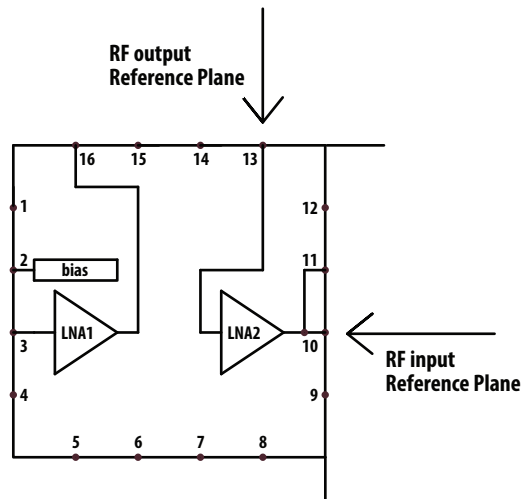 RF output
Reference Plane
16
15
14
13
1
12
2
bias
11
LNA1
LNA2
3
10
RF input
Reference Plane
4
9
5
6
7
8